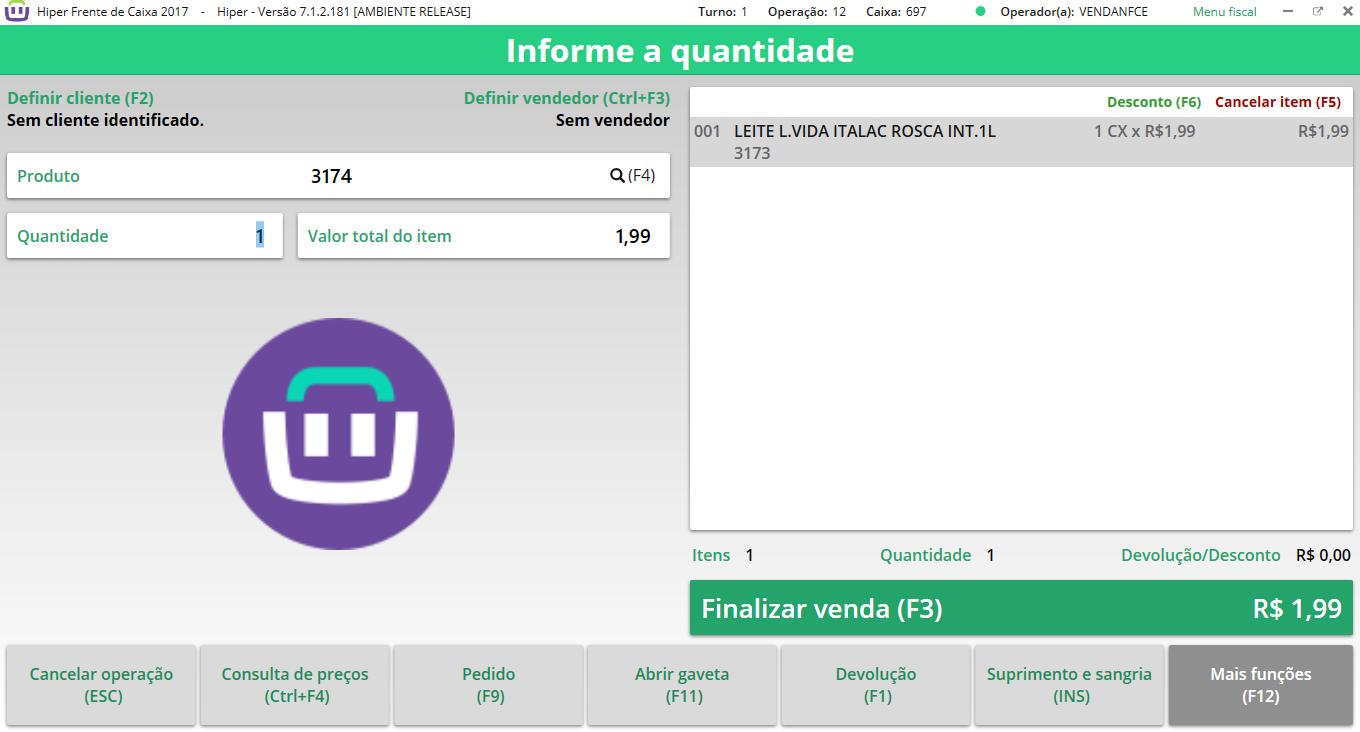 Hiper Frente de Caixa 2017 - Hiper - Versão 7.1.2.181 [AMBIENTE RELEASE] Turno: 1 Operação: 12 Caixa: 697 Operador(a): VENDANFCE Menu fiscal
Informe a quantidade
Definir cliente (F2) Definir vendedor (Ctrl+F3)
Sem cliente identificado. Sem vendedor
Produto 3174 (F4)
Quantidade 1 Valor total do item 1,99
Desconto (F6) Cancelar item (F5)
001 LEITE L.VIDA ITALAC ROSCA INT.1L 1 CX x R$1,99 R$1,99
3173
Itens 1 Quantidade 1 Devolução/Desconto R$ 0,00
Finalizar venda (F3) R$ 1,99
Cancelar operação (ESC)
Consulta de preços (Ctrl+F4)
Pedido (F9)
Abrir gaveta (F11)
Devolução (F1)
Suprimento e sangria (INS)
Mais funções (F12)